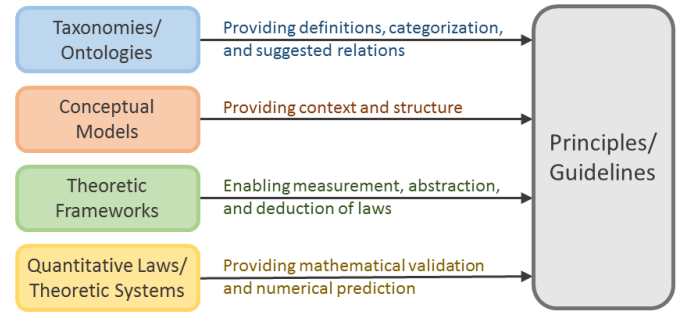 Taxonomies/
Ontologies
Providing definitions, categorization,
and suggested relations
Conceptual
Models
Providing context and structure
Theoretic
Frameworks
Enabling measurement, abstraction,
and deduction of laws
Quantitative Laws/
Theoretic Systems
Providing mathematical validation
and numerical prediction
Principles/
Guidelines